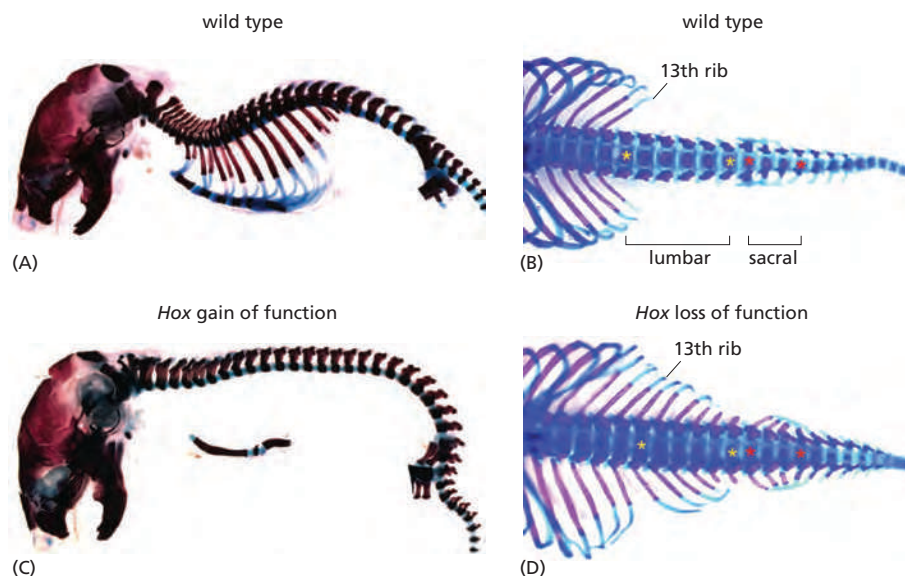 wild type
wild type
13th rib
(A)
(B)
lumbar
sacral
Hox gain of function
Hox loss of function
13th rib
(C)
(D)